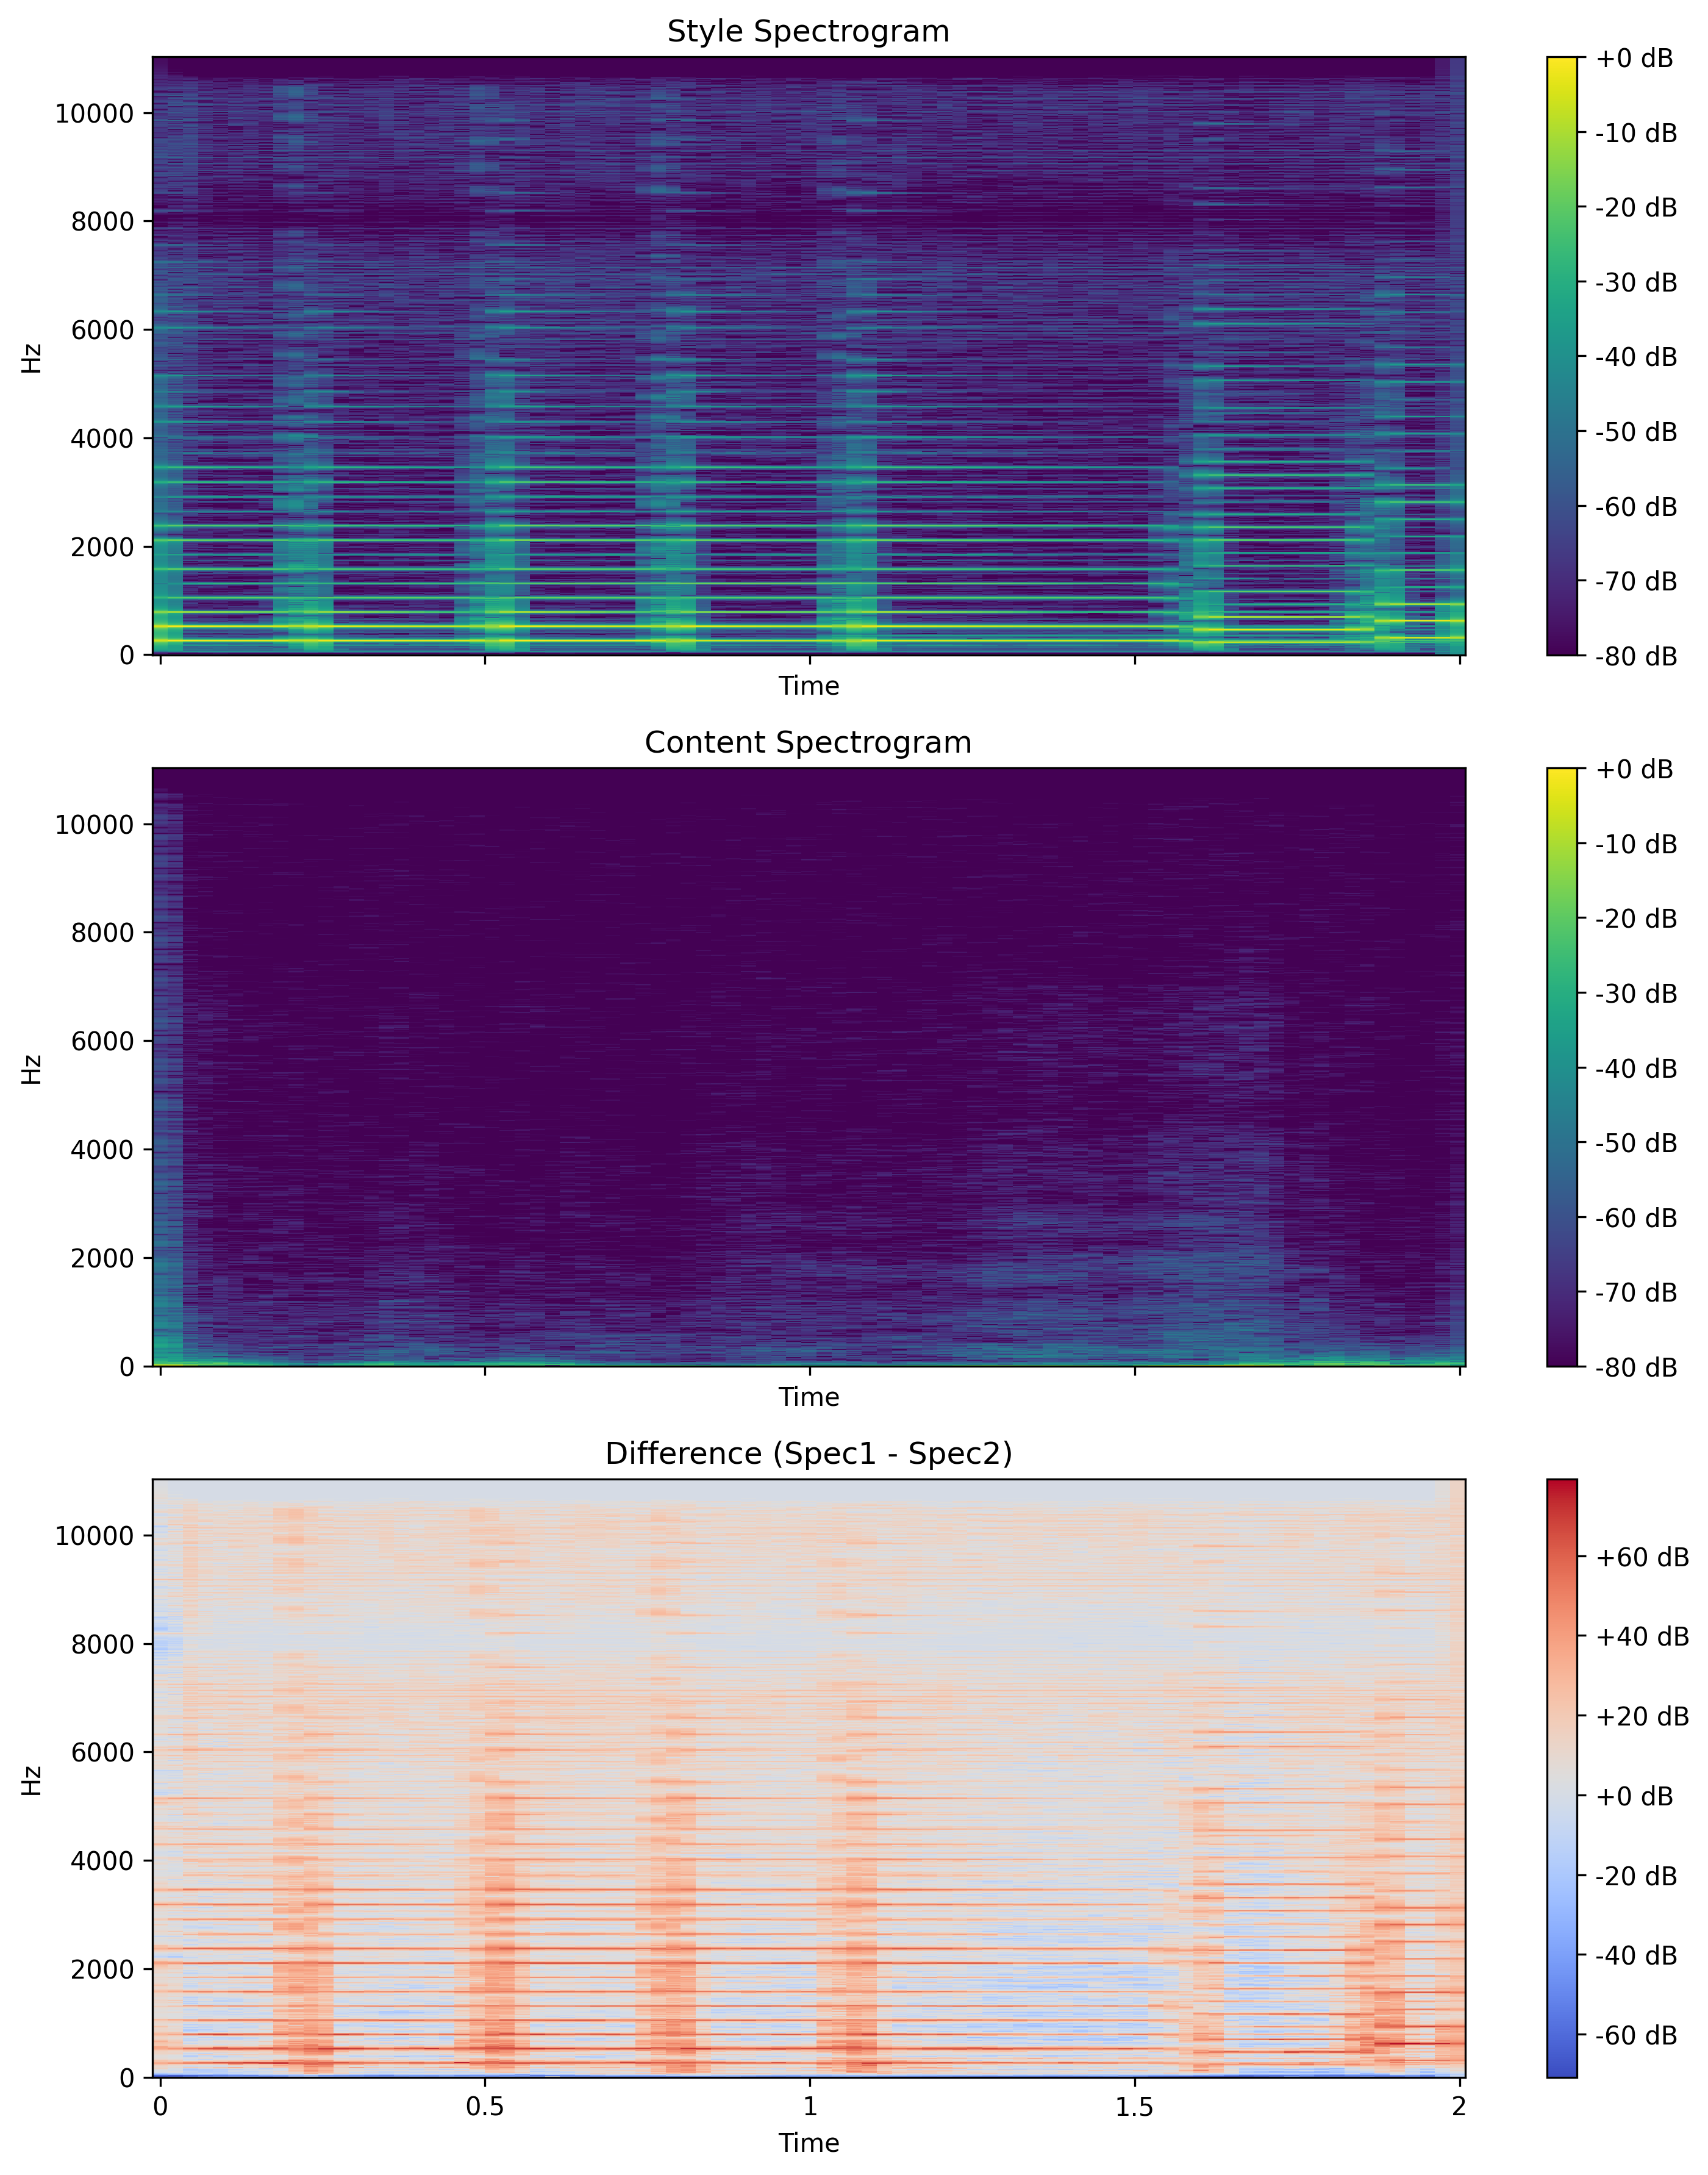 Style Spectrogram
+0 dB
10000
-10 dB
8000
-20 dB
-30 dB
6000
Hz
-40 dB
4000
-50 dB
-60 dB
2000
-70 dB
0
-80 dB
Time
Content Spectrogram
+0 dB
10000
-10 dB
8000
-20 dB
-30 dB
6000
Hz
-40 dB
4000
-50 dB
-60 dB
2000
-70 dB
0
-80 dB
Time
Difference (Spec1 - Spec2)
10000
+60 dB
8000
+40 dB
+20 dB
6000
Hz
+0 dB
4000
-20 dB
-40 dB
2000
-60 dB
0
0 0.5 1 1.5 2
Time